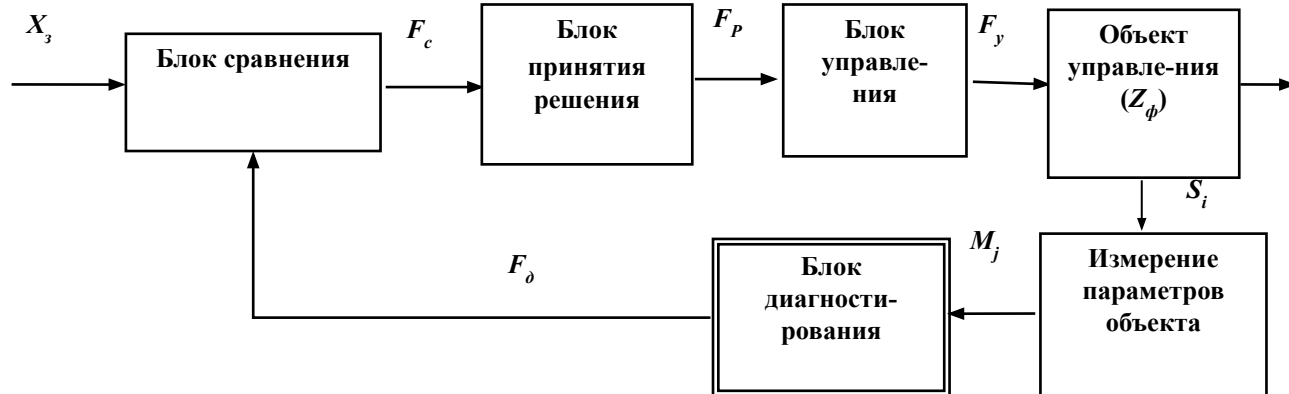 X_з
Блок сравнения
F_c
Блок
принятия
решения
F_P
Блок
управле-
ния
F_y
Объект
управле-ния
(Z_ф)
S_i
Измерение
параметров
объекта
M_j
Блок
диагности-
рования
F_д